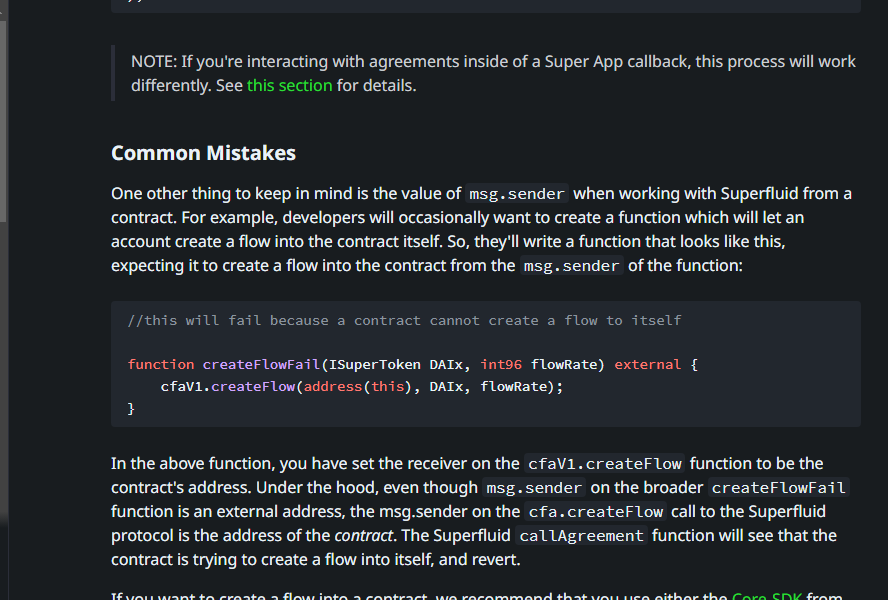 NOTE: If you're interacting with agreements inside of a Super App callback, this process will work
differently. See this section for details.
Common Mistakes
One other thing to keep in mind is the value of msg.sender when working with Superfluid from a
contract. For example, developers will occasionally want to create a function which will let an
account create a flow into the contract itself. So, they'll write a function that looks like this,
expecting it to create a flow into the contract from the msg.sender of the function:
//this will fail because a contract cannot create a flow to itself
function createFlowFail(ISuperToken DAIx, int96 flowRate) external {
    cfaV1.createFlow(address(this), DAIx, flowRate);
}
In the above function, you have set the receiver on the cfaV1.createFlow function to be the
contract's address. Under the hood, even though msg.sender on the broader createFlowFail
function is an external address, the msg.sender on the cfa.createFlow call to the Superfluid
protocol is the address of the contract. The Superfluid callAgreement function will see that the
contract is trying to create a flow into itself, and revert.
If you want to create a flow into a contract, we recommend that you use either the Core-SDK from